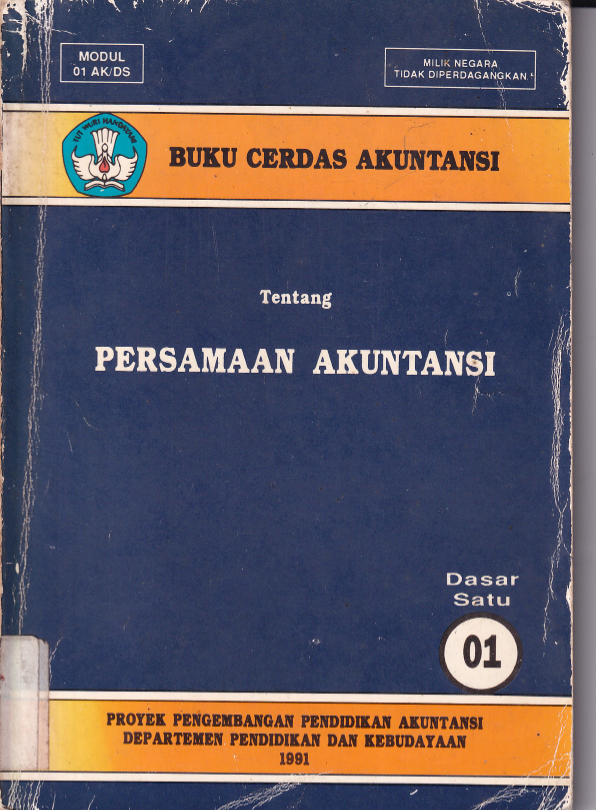 MODUL
01 AK/DS
MILIK NEGARA
TIDAK DIPERDAGANGKAN
TUT WURI HANDAYANI
BUKU CERDAS AKUNTANSI
Tentang
PERSAMAAN AKUNTANSI
Dasar
Satu
01
PROYEK PENGEMBANGAN PENDIDIKAN AKUNTANSI
DEPARTEMEN PENDIDIKAN DAN KEBUDAYAAN
1991